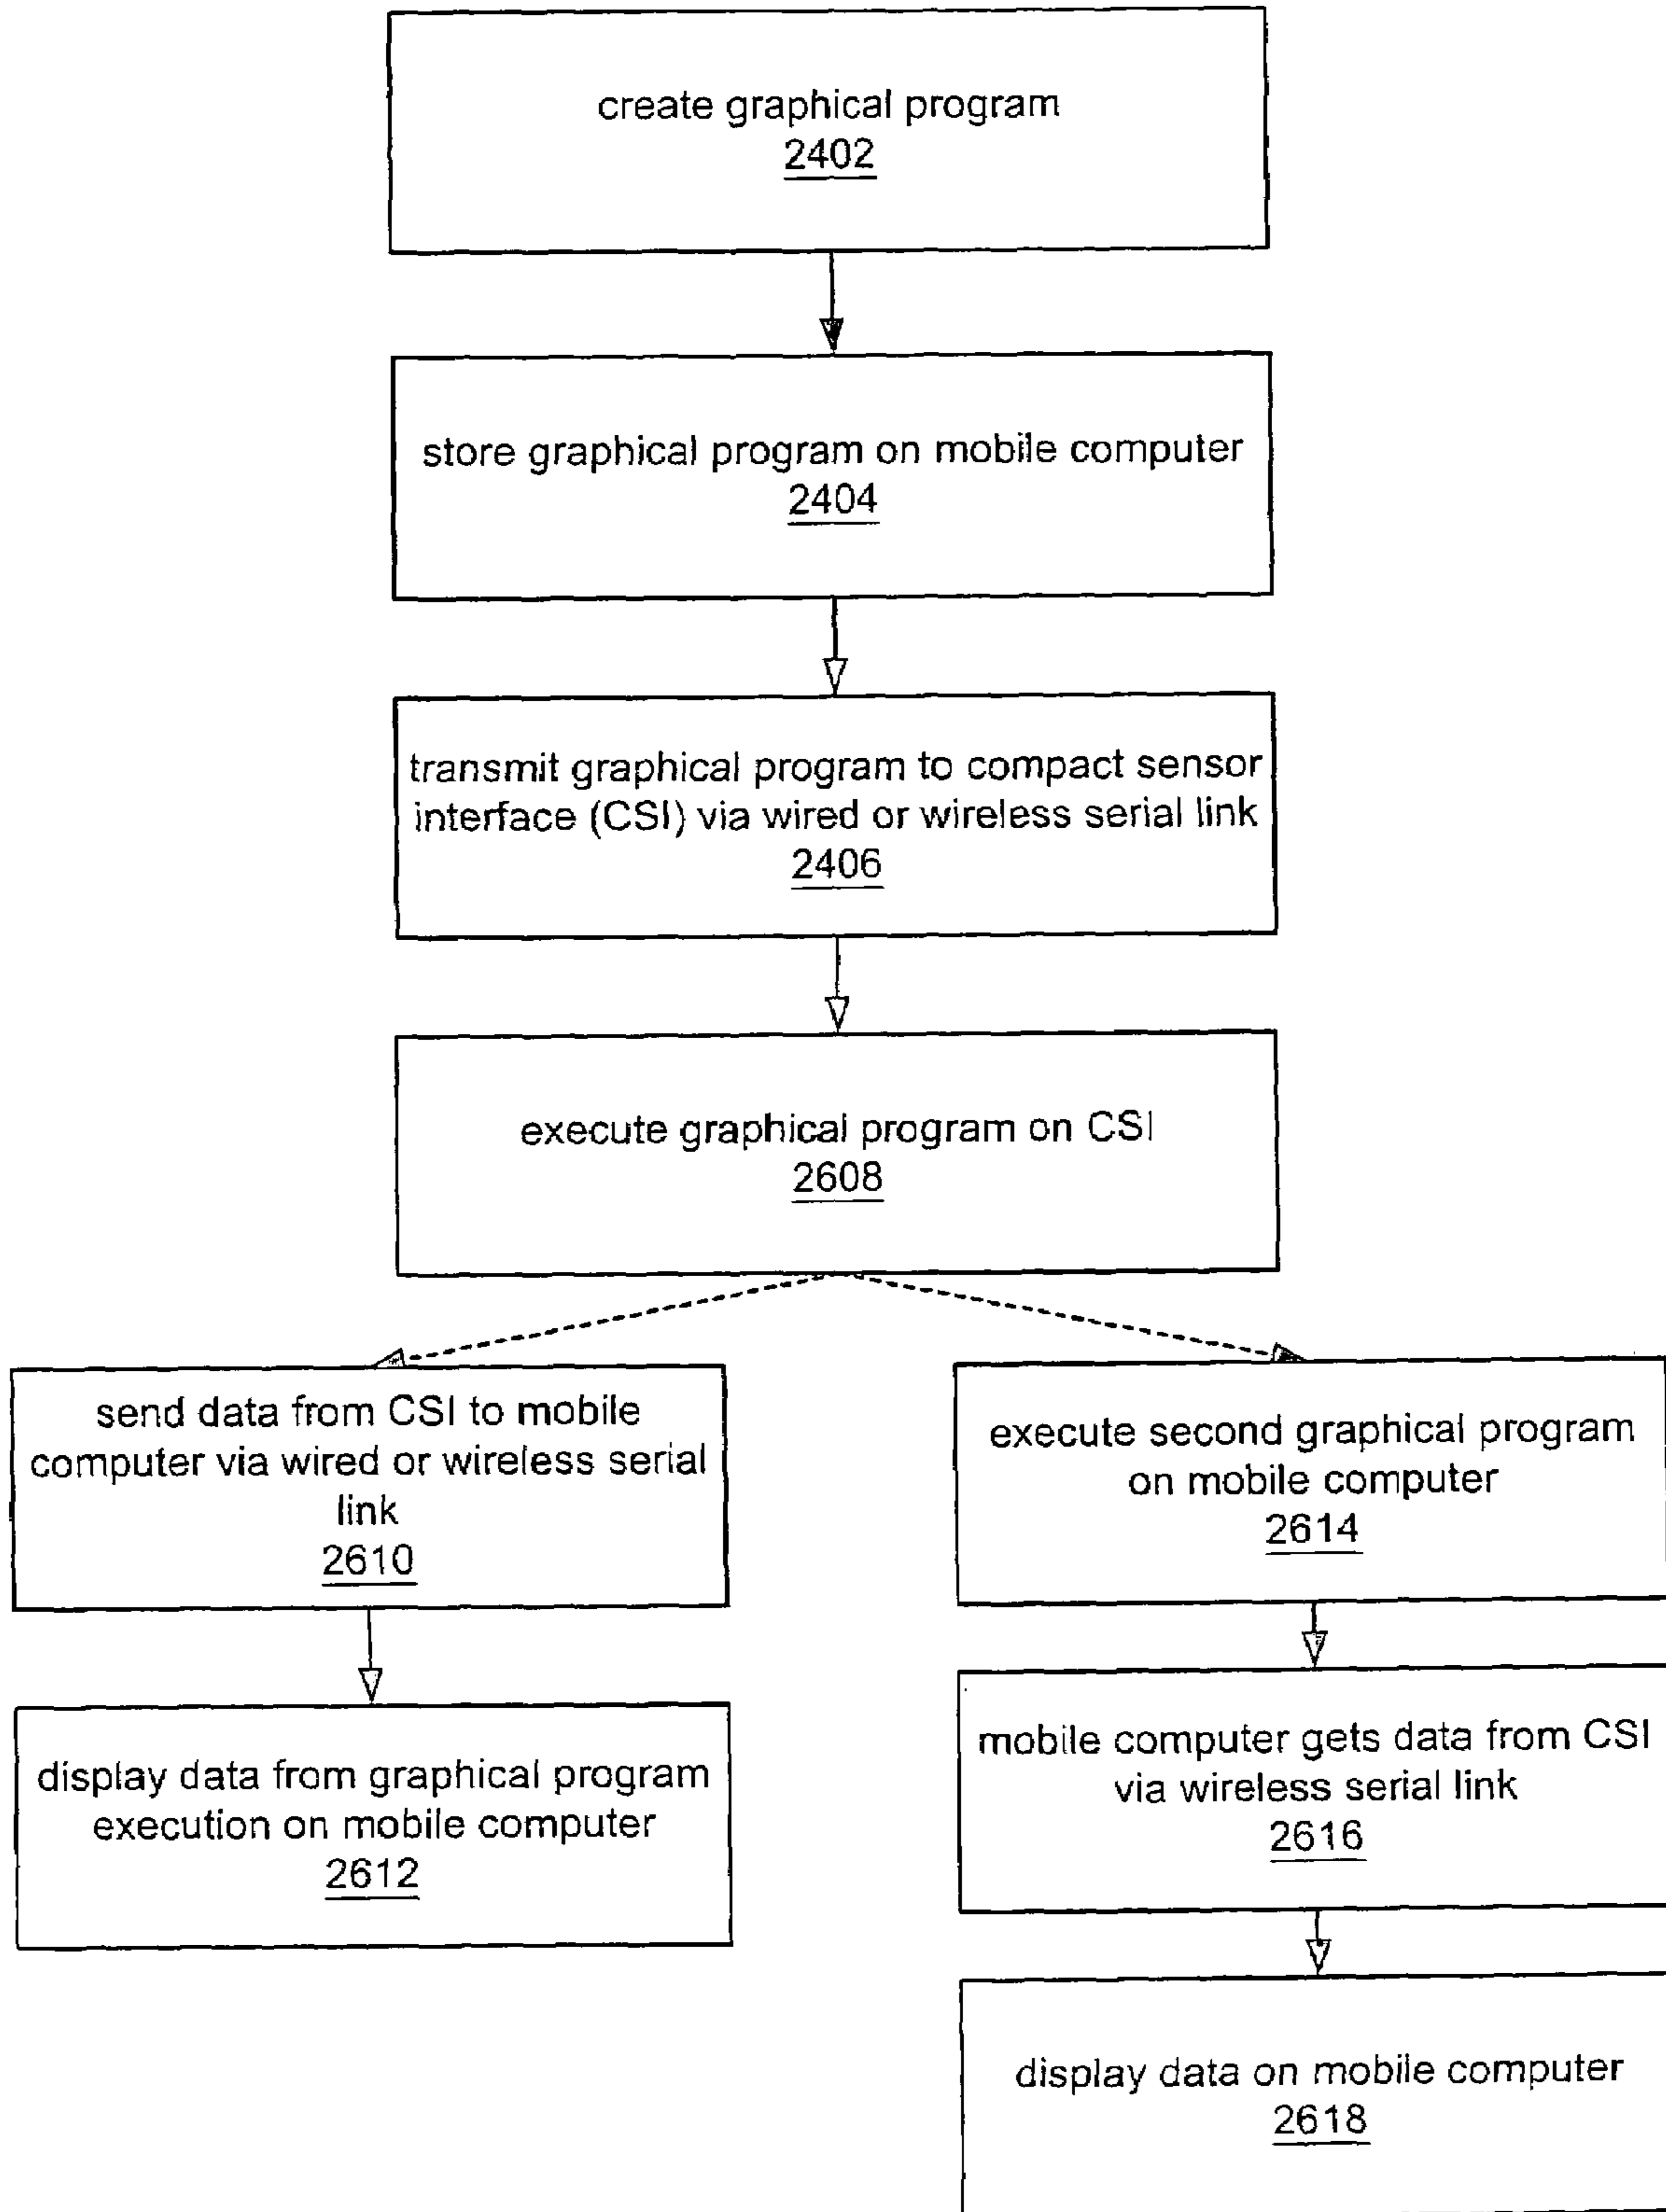 create graphical program
2402
store graphical program on mobile computer
2404
transmit graphical program to compact sensor
interface (CSI) via wired or wireless serial link
2406
execute graphical program on CSI
2608
send data from CSI to mobile
computer via wired or wireless serial
link
2610
display data from graphical program
execution on mobile computer
2612
execute second graphical program
on mobile computer
2614
mobile computer gets data from CSI
via wireless serial link
2616
display data on mobile computer
2618